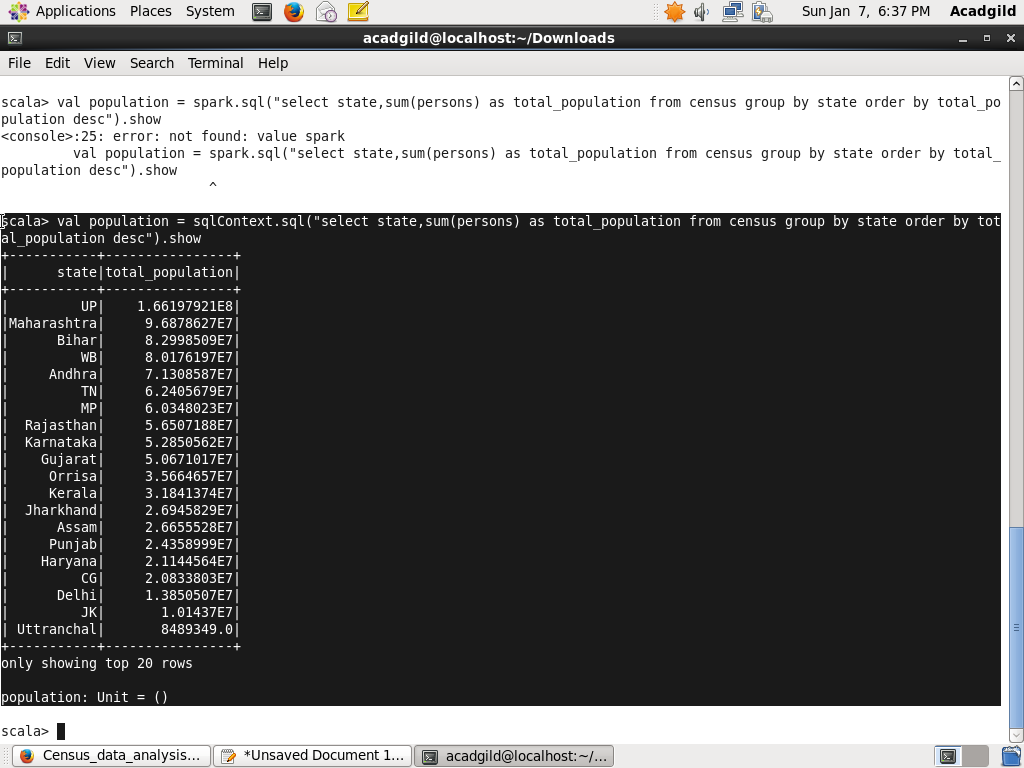 Applications Places System Sun Jan 7, 6:37 PM Acadgild
acadgild@localhost:~/Downloads
File Edit View Search Terminal Help
scala> val population = spark.sql("select state,sum(persons) as total_population from census group by state order by total_po
pulation desc").show
<console>:25: error: not found: value spark
         val population = spark.sql("select state,sum(persons) as total_population from census group by state order by total_
population desc").show
                          ^
scala> val population = sqlContext.sql("select state,sum(persons) as total_population from census group by state order by tot
al_population desc").show
+-----------+----------------+
|      state|total_population|
+-----------+----------------+
|         UP|    1.66197921E8|
|Maharashtra|     9.6878627E7|
|      Bihar|     8.2998509E7|
|         WB|     8.0176197E7|
|     Andhra|     7.1308587E7|
|         TN|     6.2405679E7|
|         MP|     6.0348023E7|
|  Rajasthan|     5.6507188E7|
|  Karnataka|     5.2850562E7|
|    Gujarat|     5.0671017E7|
|     Orrisa|     3.5664657E7|
|     Kerala|     3.1841374E7|
|  Jharkhand|     2.6945829E7|
|      Assam|     2.6655528E7|
|     Punjab|     2.4358999E7|
|    Haryana|     2.1144564E7|
|         CG|     2.0833803E7|
|      Delhi|     1.3850507E7|
|         JK|       1.01437E7|
| Uttranchal|       8489349.0|
+-----------+----------------+
only showing top 20 rows
population: Unit = ()
scala>
Census_data_analysis... *Unsaved Document 1... acadgild@localhost:~/...